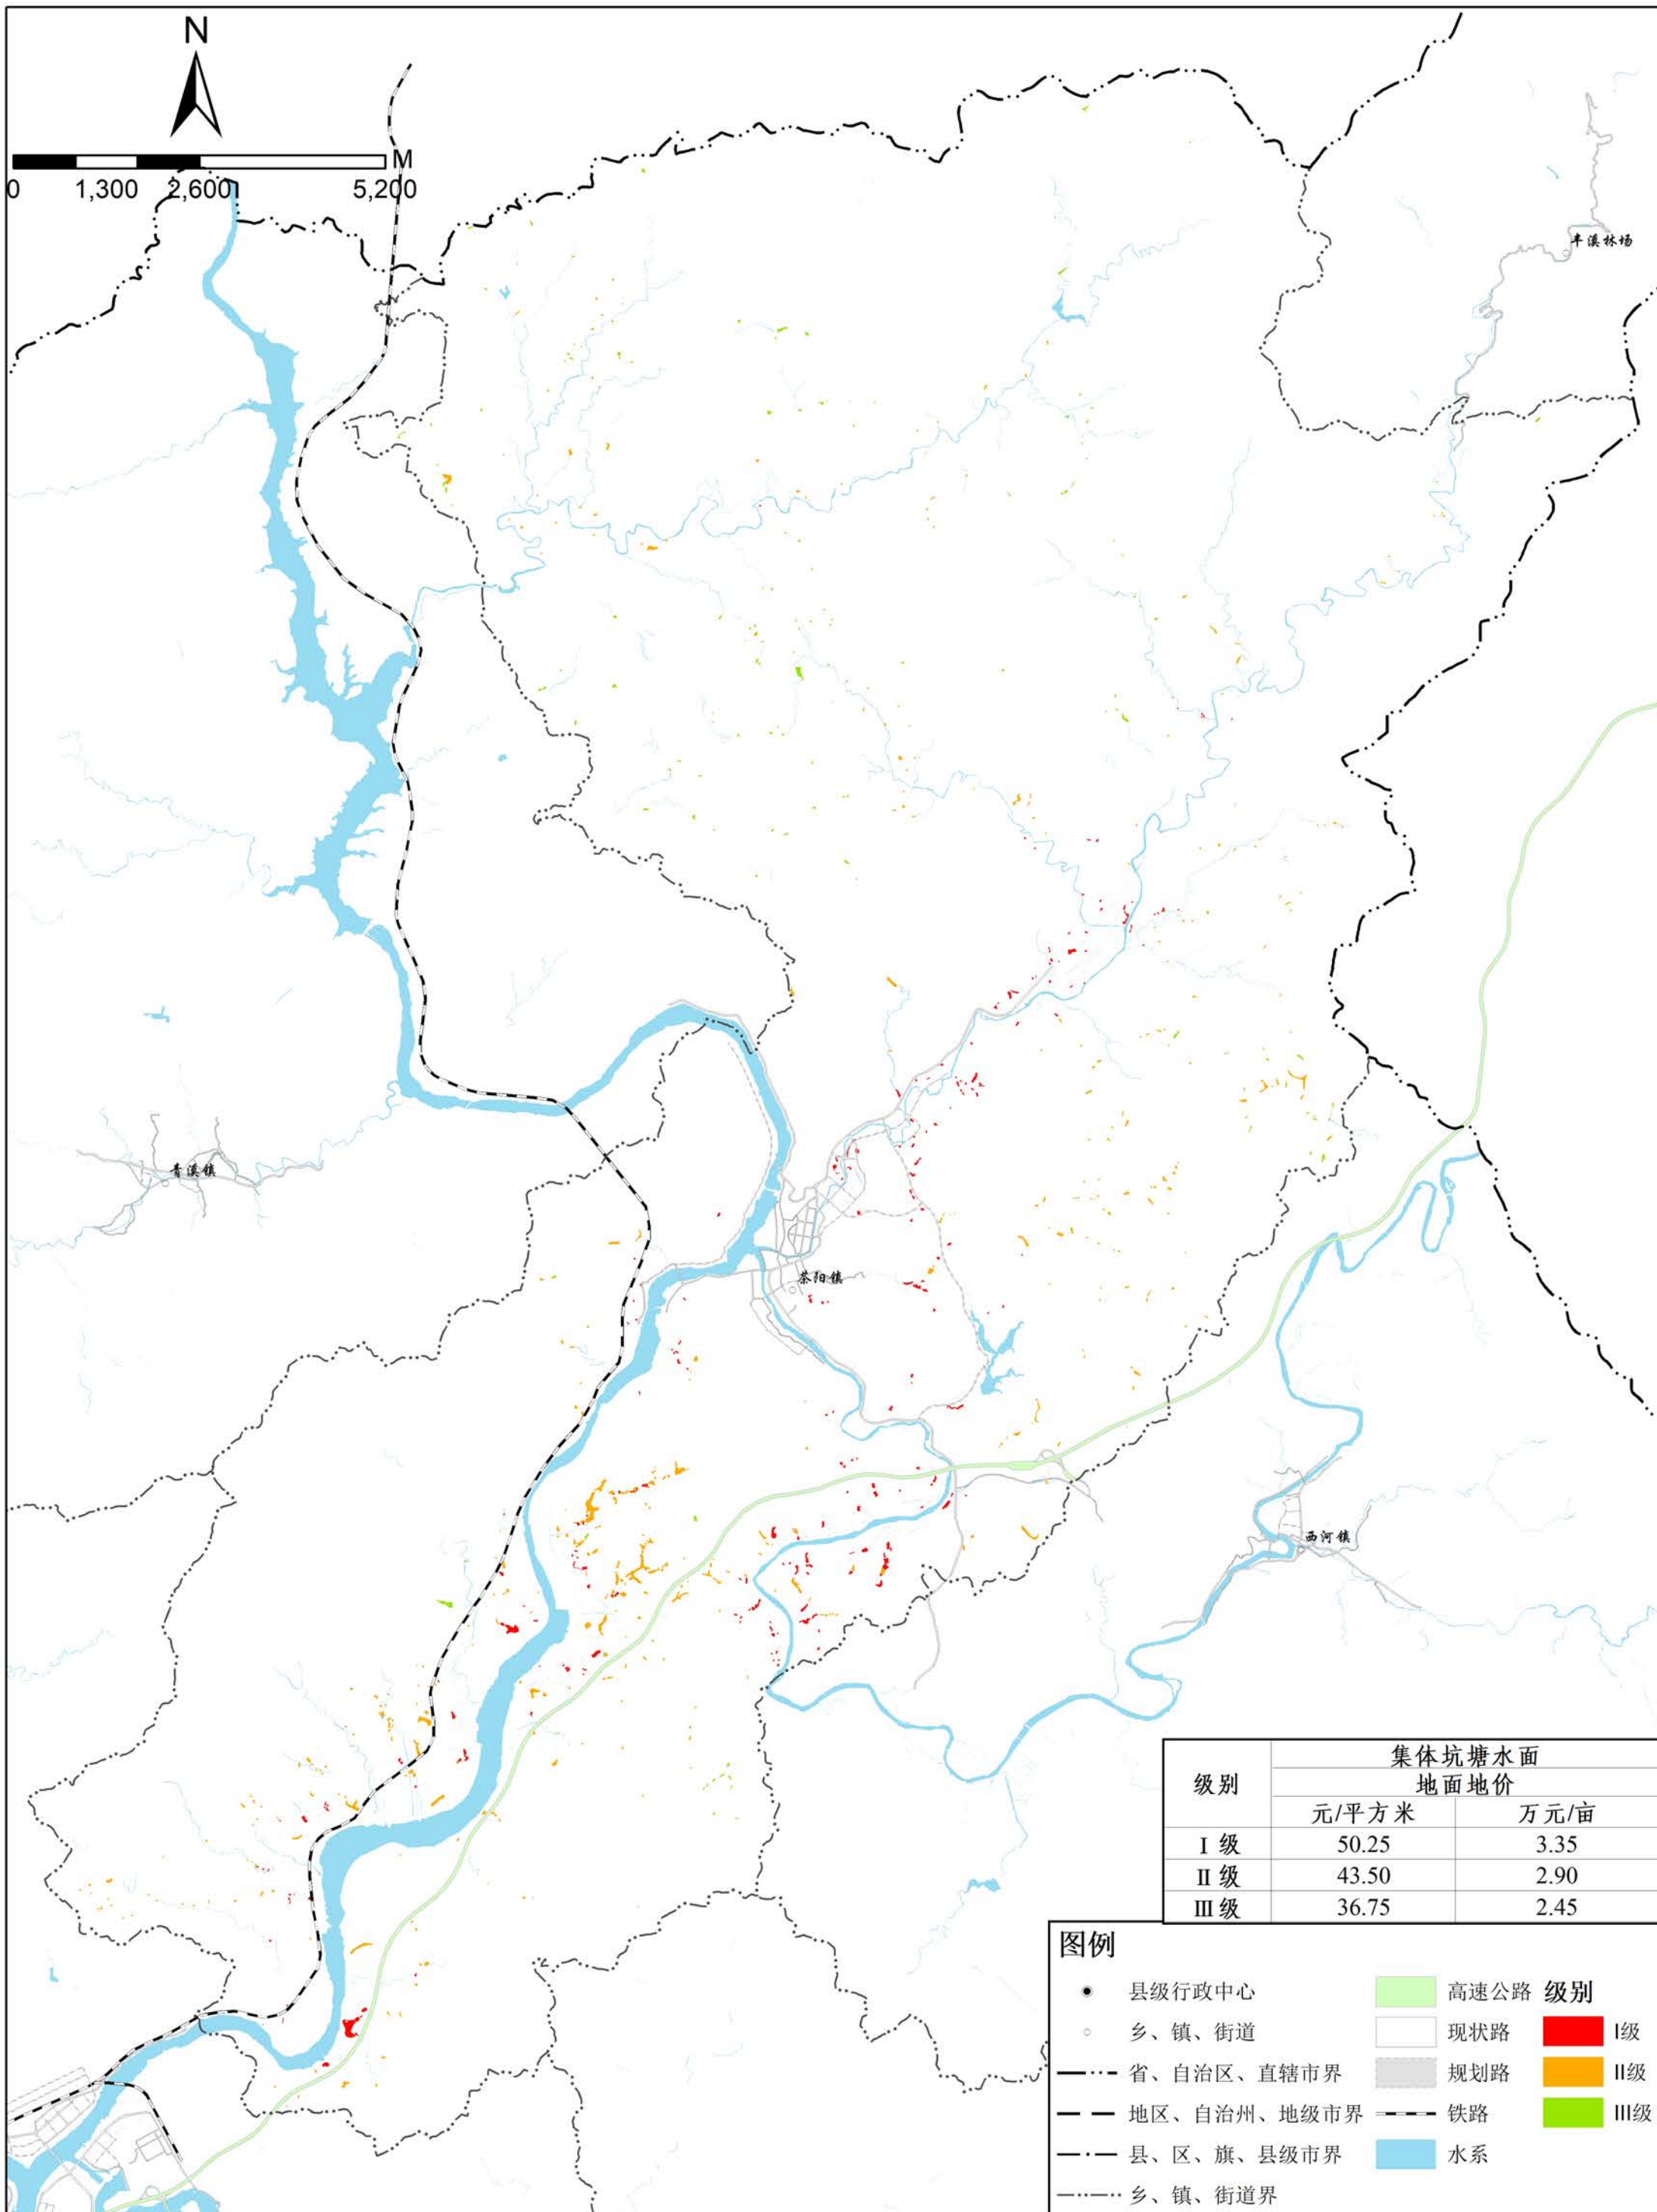 N
M
0 1,300 2,600 5,200
丰溪林场
青溪镇
茶阳镇
西河镇
级别 集体坑塘水面
地面地价
元/平方米 万元/亩
I 级 50.25 3.35
II 级 43.50 2.90
III 级 36.75 2.45
图例
县级行政中心 高速公路 级别
乡、镇、街道 现状路 I级
省、自治区、直辖市界 规划路 II级
地区、自治州、地级市界 铁路 III级
县、区、旗、县级市界 水系
乡、镇、街道界